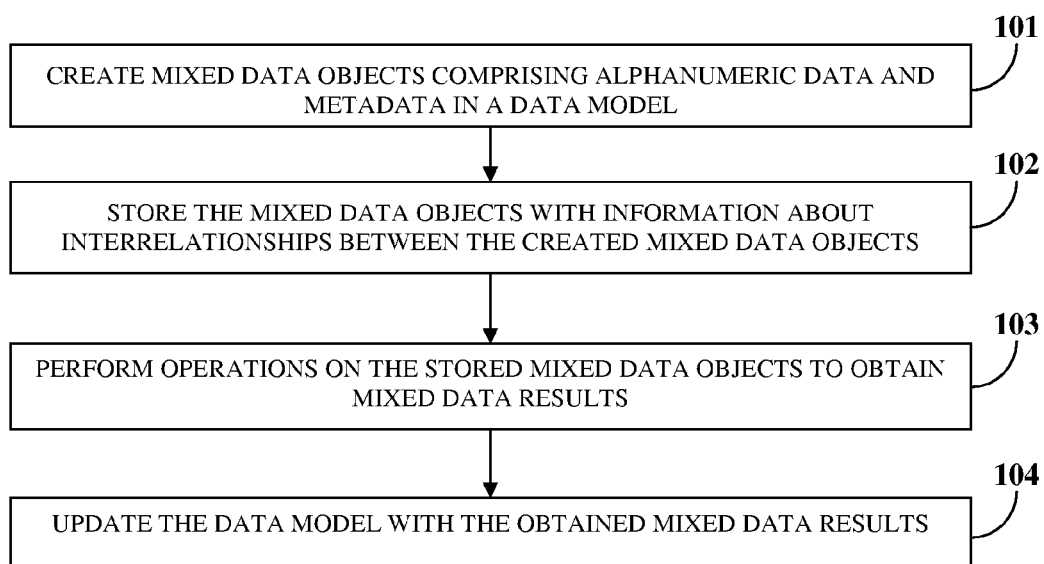 101
CREATE MIXED DATA OBJECTS COMPRISING ALPHANUMERIC DATA AND
METADATA IN A DATA MODEL
102
STORE THE MIXED DATA OBJECTS WITH INFORMATION ABOUT
INTERRELATIONSHIPS BETWEEN THE CREATED MIXED DATA OBJECTS
103
PERFORM OPERATIONS ON THE STORED MIXED DATA OBJECTS TO OBTAIN
MIXED DATA RESULTS
104
UPDATE THE DATA MODEL WITH THE OBTAINED MIXED DATA RESULTS